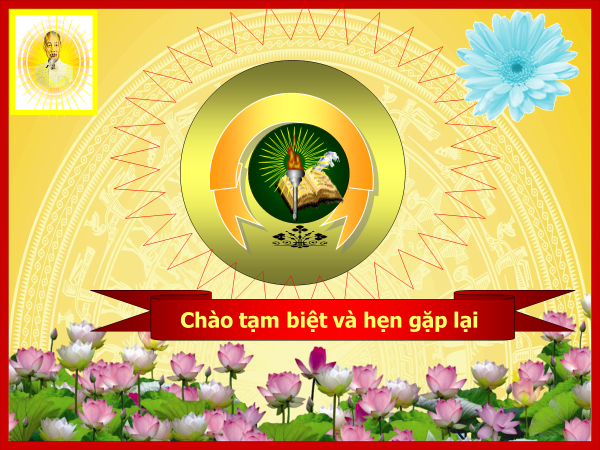 Chào tạm biệt và hẹn gặp lại